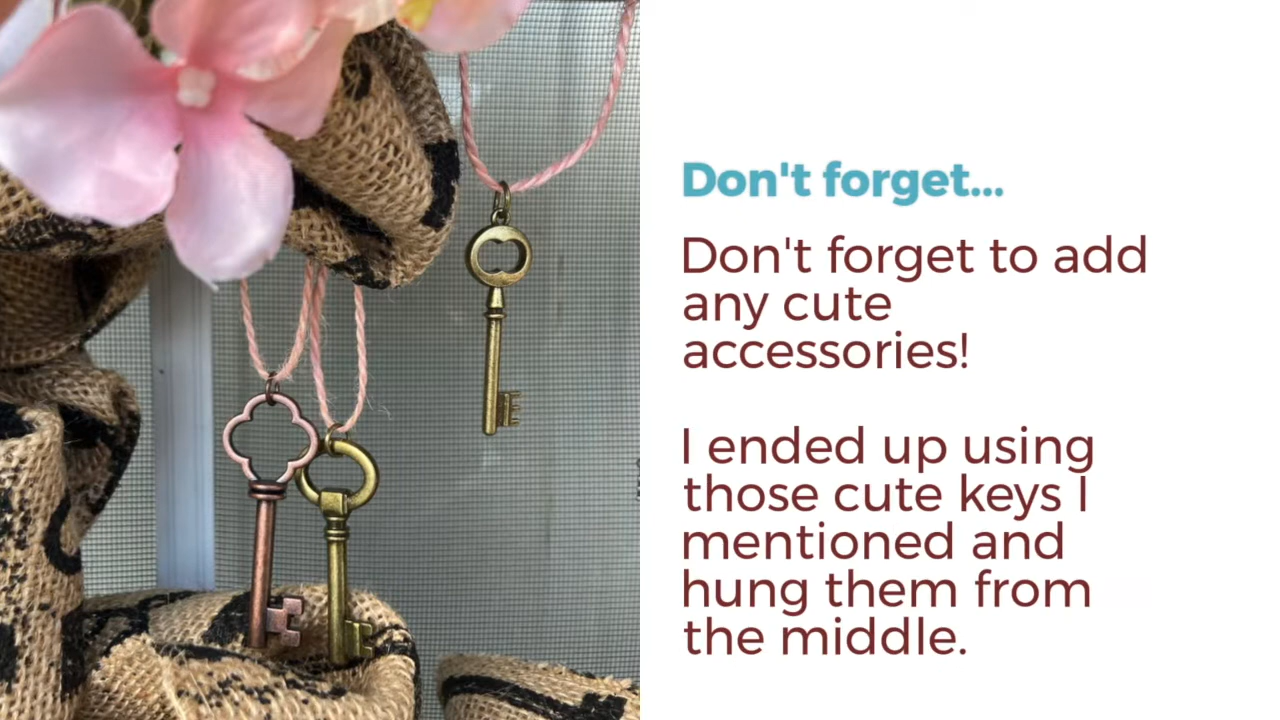 Don't forget...
Don't forget to add
any cute
accessories!
I ended up using
those cute keys I
mentioned and
hung them from
the middle.